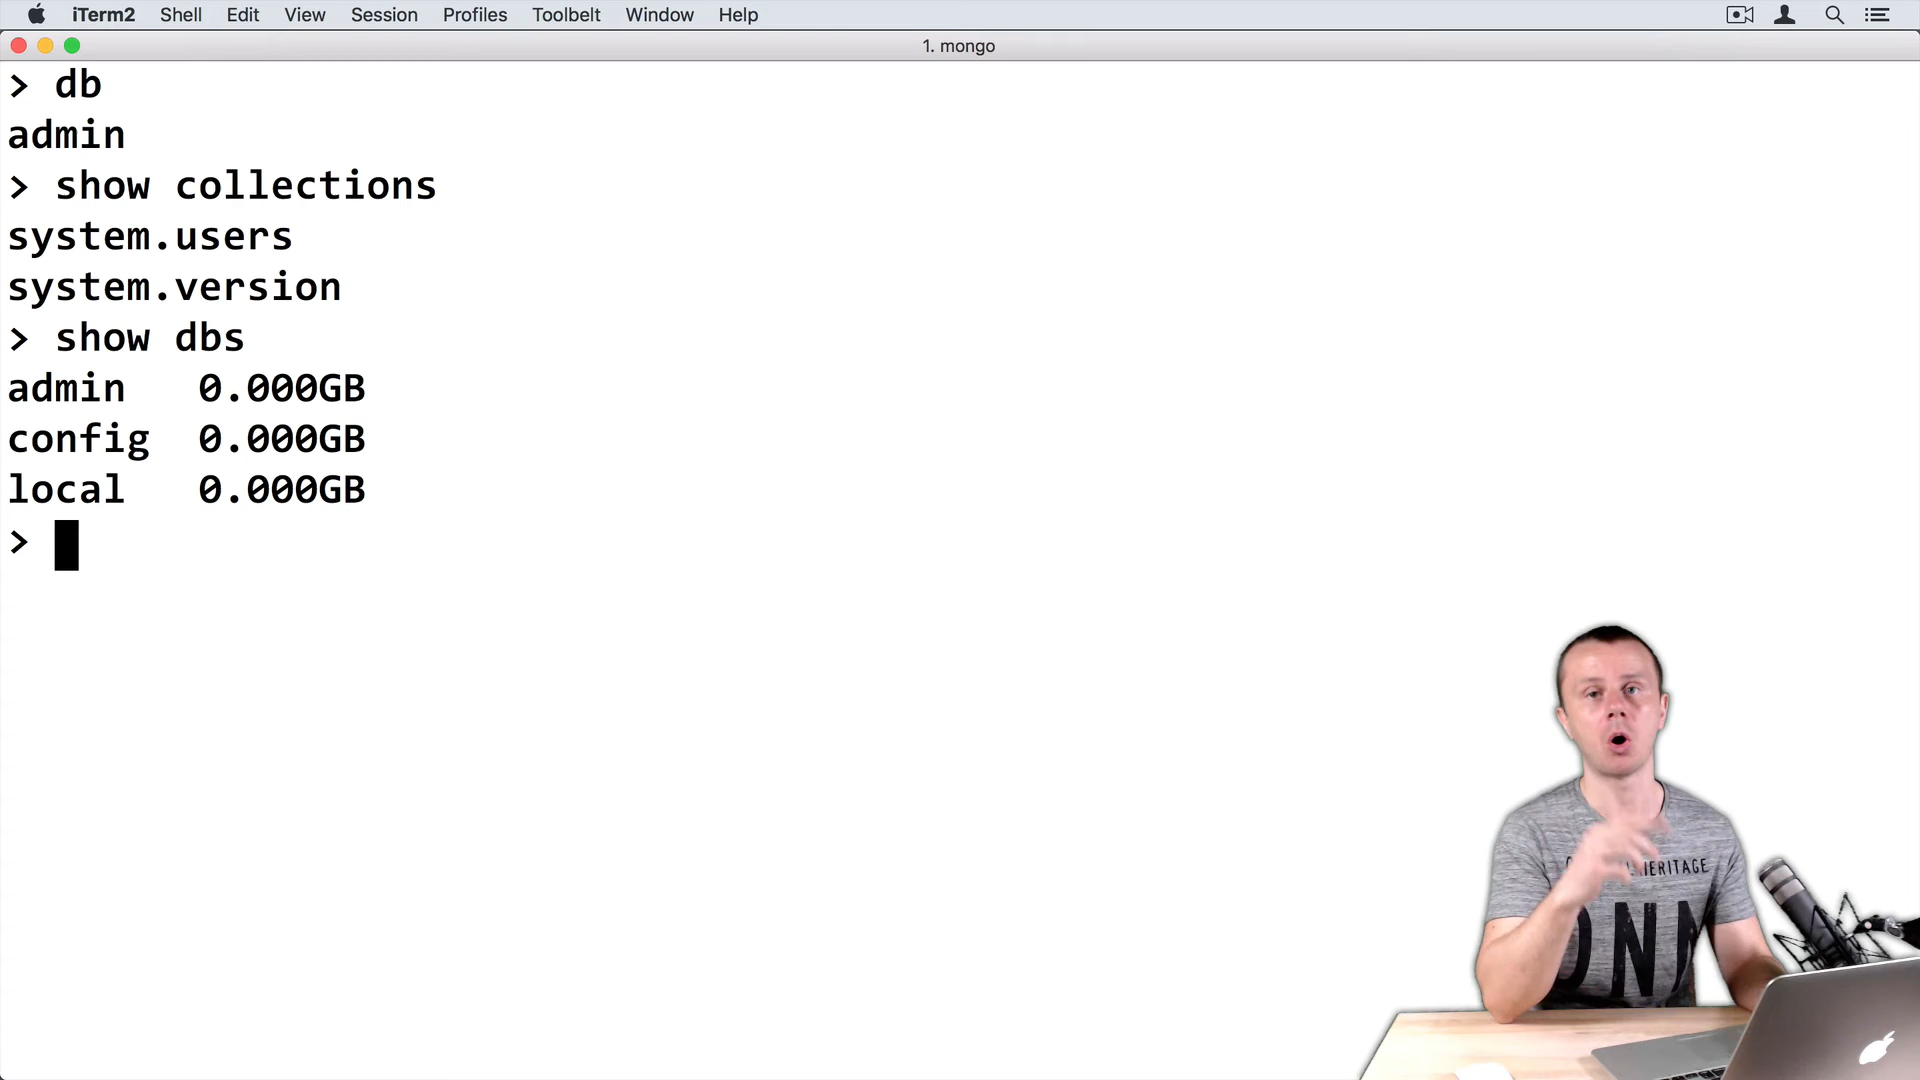 iTerm2 Shell Edit View Session Profiles Toolbelt Window Help
1. mongo
> db
admin
> show collections
system.users
system.version
> show dbs
admin 0.000GB
config 0.000GB
local 0.000GB
>